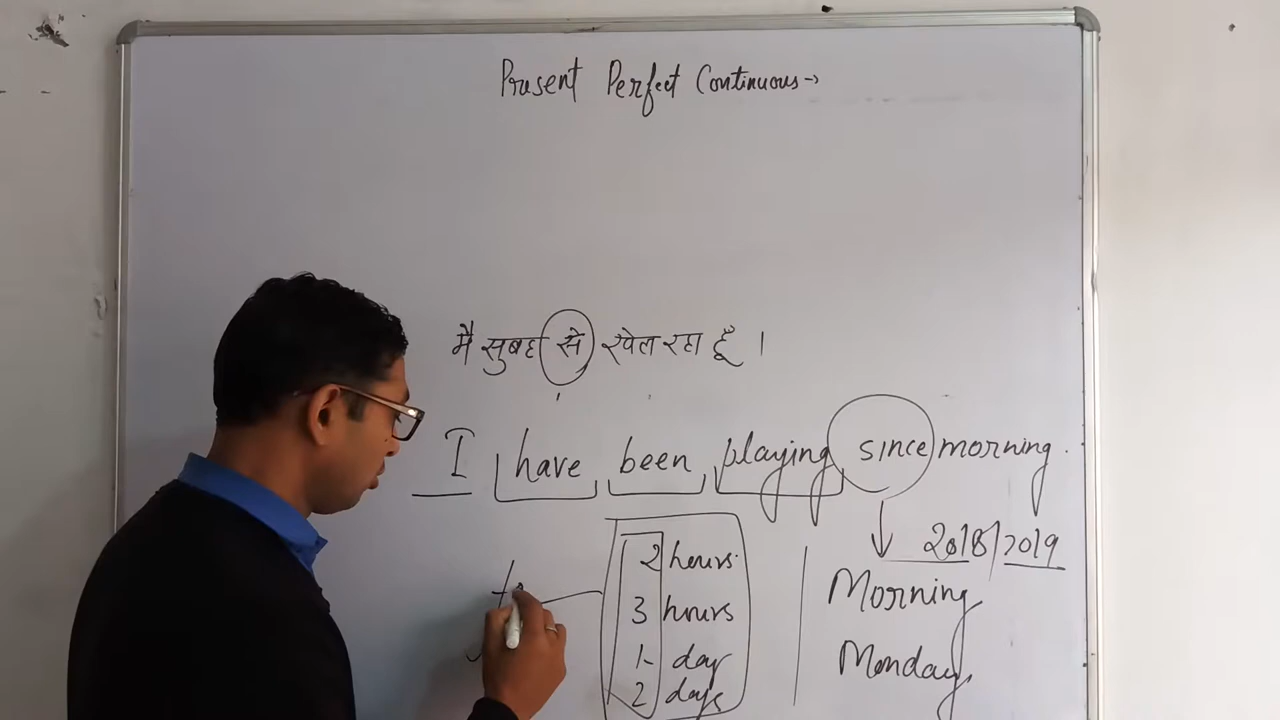 Present Perfect Continuous→
मै सुबह से खेल रहा हूँ ।
I have been playing since morning.
2018/2019
2 hours
3 hours
1 day
2 days
Morning
Monday